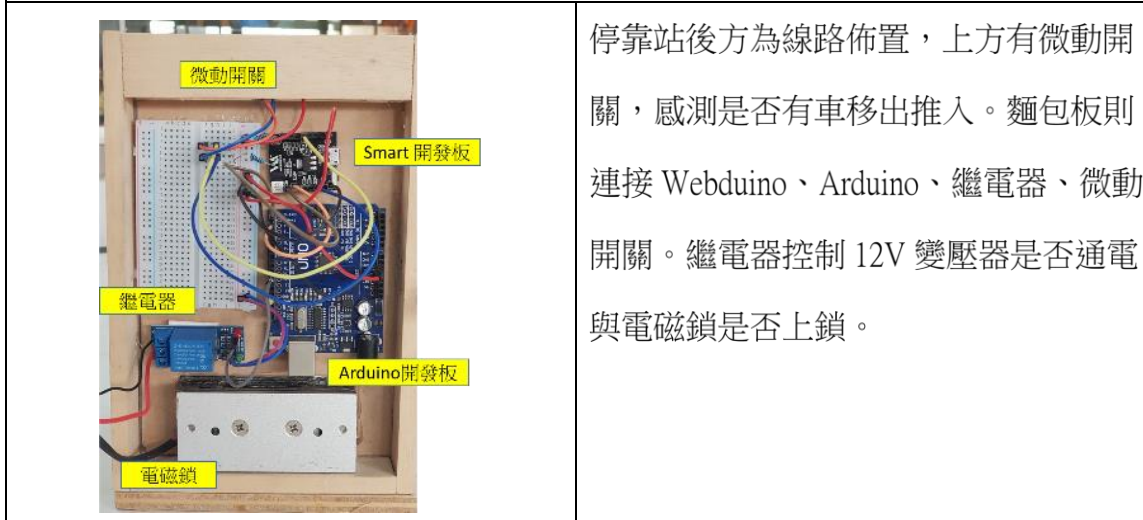 微動開關
Smart 開發板
UNO
繼電器
Arduino開發板
電磁鎖
停靠站後方為線路佈置，上方有微動開
關，感測是否有車移出推入。麵包板則
連接 Webduino、Arduino、繼電器、微動
開關。繼電器控制 12V 變壓器是否通電
與電磁鎖是否上鎖。